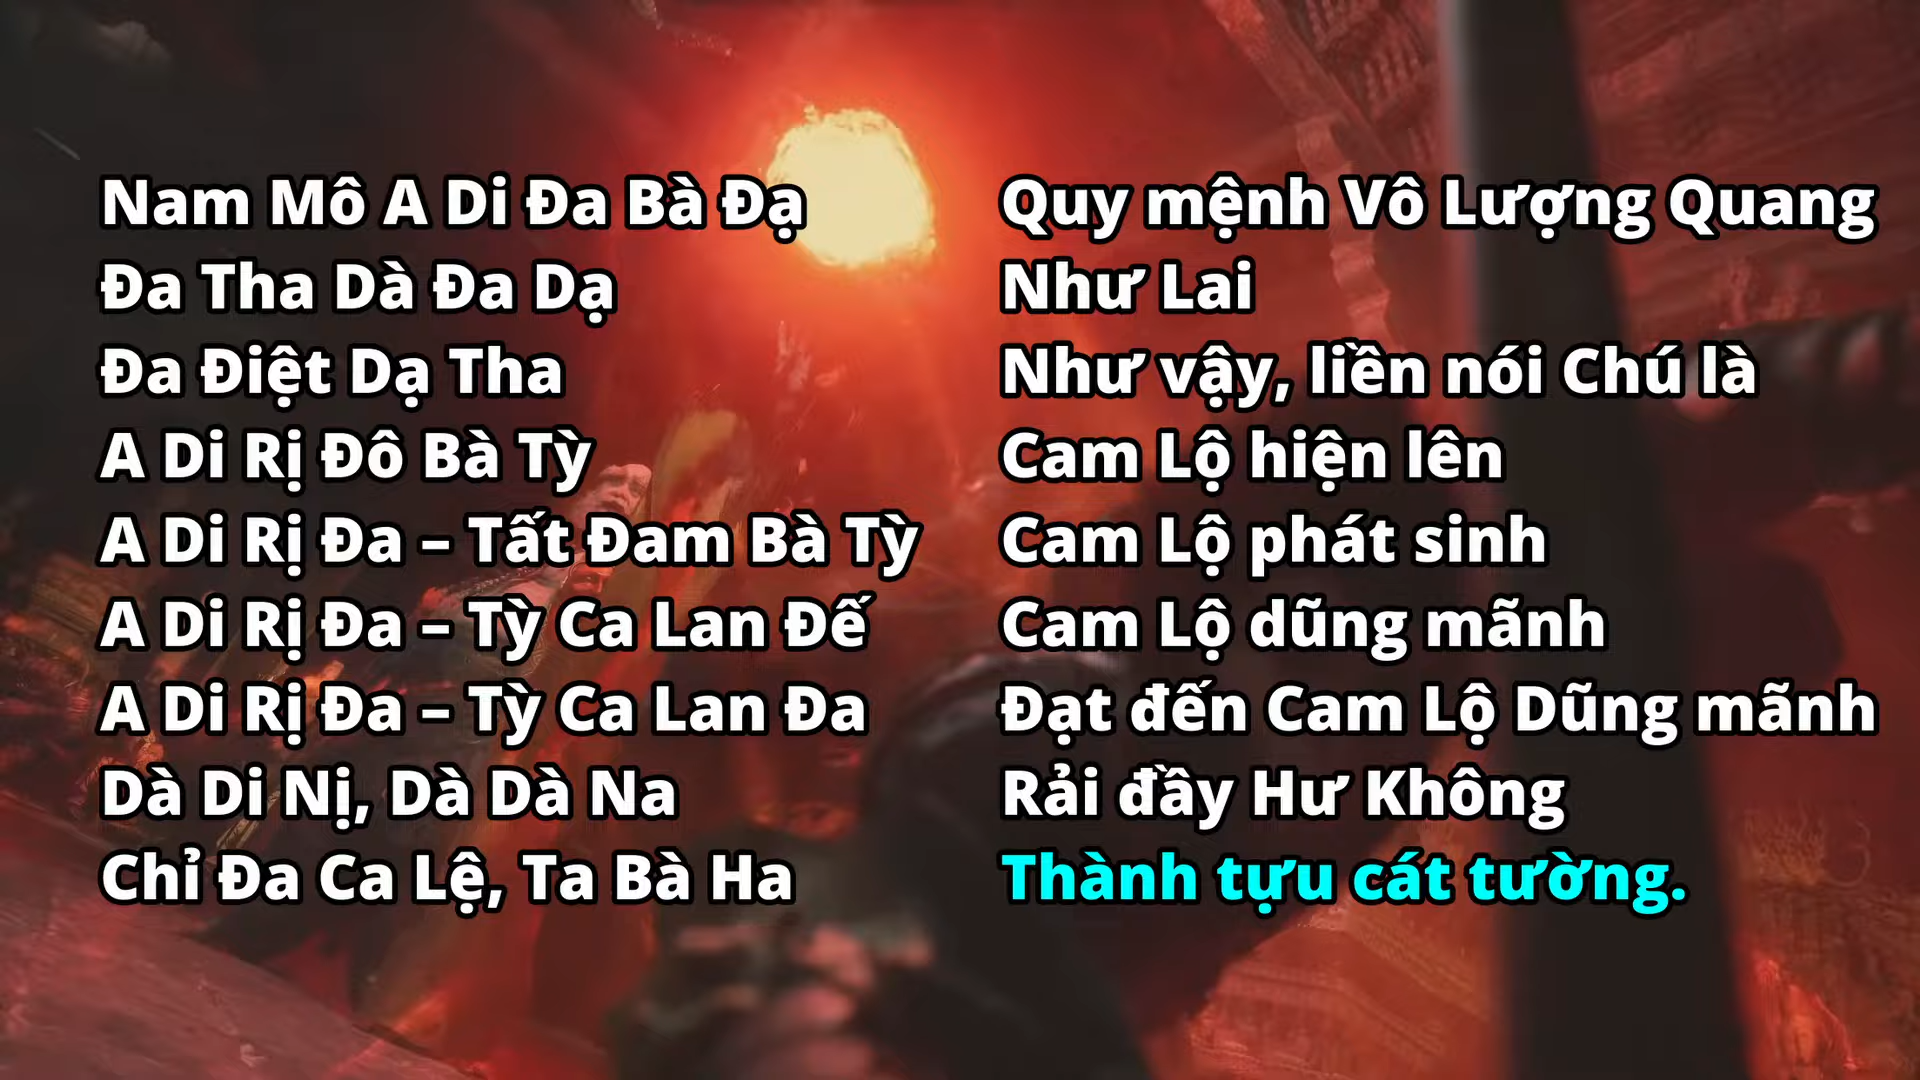 Nam Mô A Di Đa Bà Đạ
Đa Tha Dà Đa Dạ
Đa Điệt Dạ Tha
A Di Rị Đô Bà Tỳ
A Di Rị Đa – Tất Đam Bà Tỳ
A Di Rị Đa – Tỳ Ca Lan Đế
A Di Rị Đa – Tỳ Ca Lan Đa
Dà Di Nị, Dà Dà Na
Chỉ Đa Ca Lệ, Ta Bà Ha
Quy mệnh Vô Lượng Quang
Như Lai
Như vậy, liền nói Chú là
Cam Lộ hiện lên
Cam Lộ phát sinh
Cam Lộ dũng mãnh
Đạt đến Cam Lộ Dũng mãnh
Rải đầy Hư Không
Thành tựu cát tường.